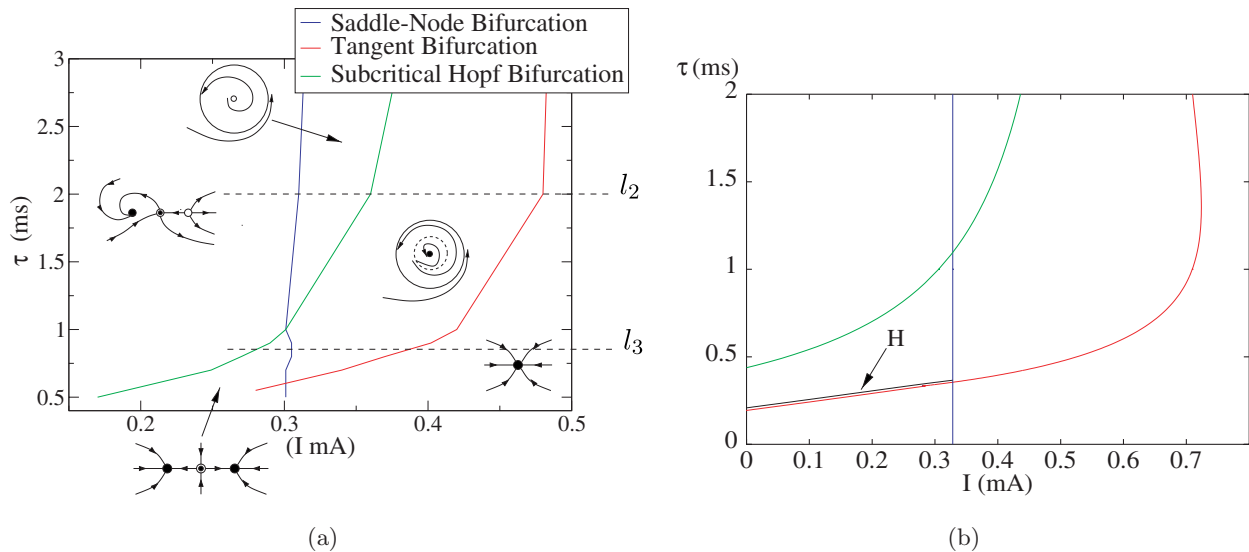 Saddle-Node Bifurcation
Tangent Bifurcation
Subcritical Hopf Bifurcation
3
2.5
2
1.5
1
0.5
τ (ms)
0.2
0.3
0.4
0.5
(I mA)
l2
l3
(a)
τ (ms)
2
1.5
1
0.5
0
H
0
0.1
0.2
0.3
0.4
0.5
0.6
0.7
I (mA)
(b)